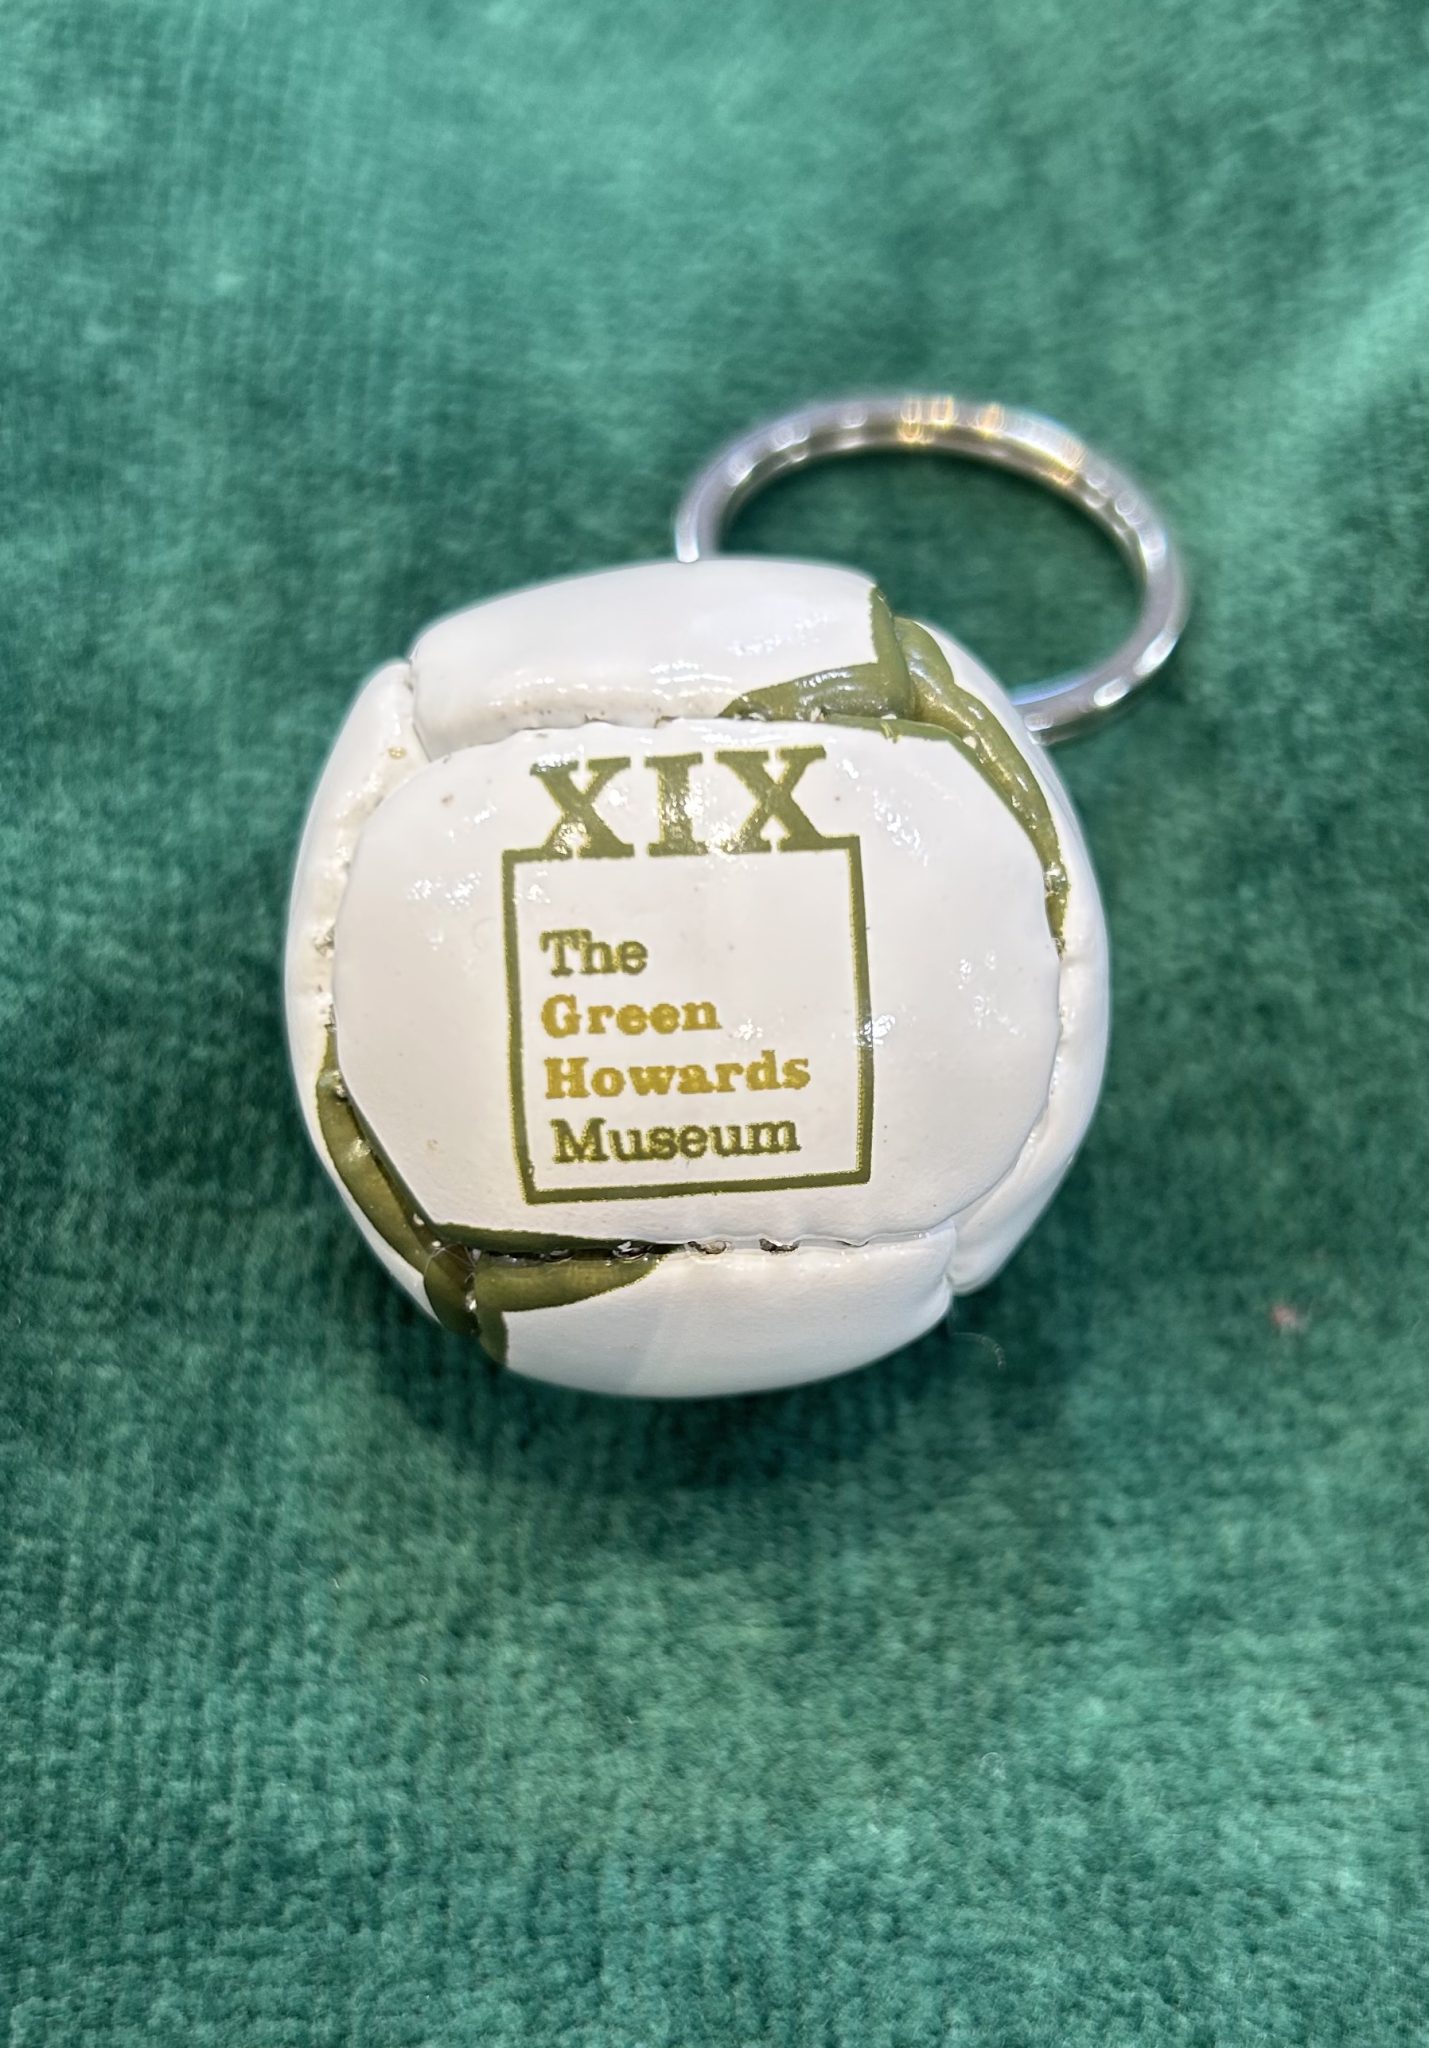 XIX
The
Green
Howards
Museum